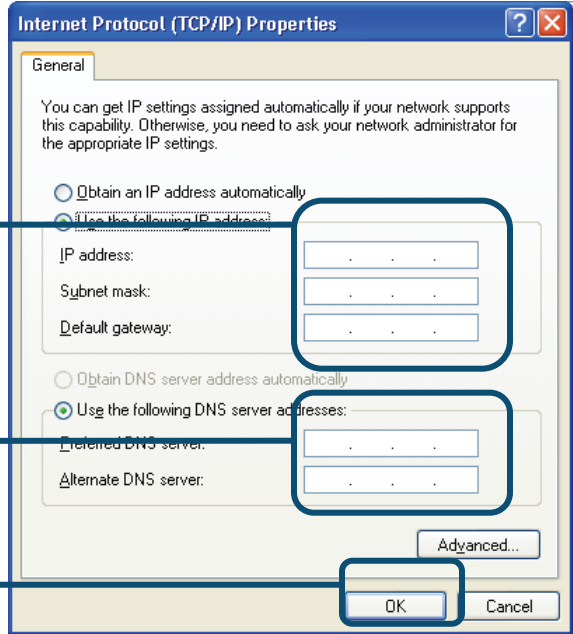 Internet Protocol (TCP/IP) Properties
General
You can get IP settings assigned automatically if your network supports
this capability. Otherwise, you need to ask your network administrator for
the appropriate IP settings.
Obtain an IP address automatically
Use the following IP address:
IP address:
Subnet mask:
Default gateway:
Obtain DNS server address automatically
Use the following DNS server addresses:
Preferred DNS server:
Alternate DNS server:
Advanced...
OK
Cancel